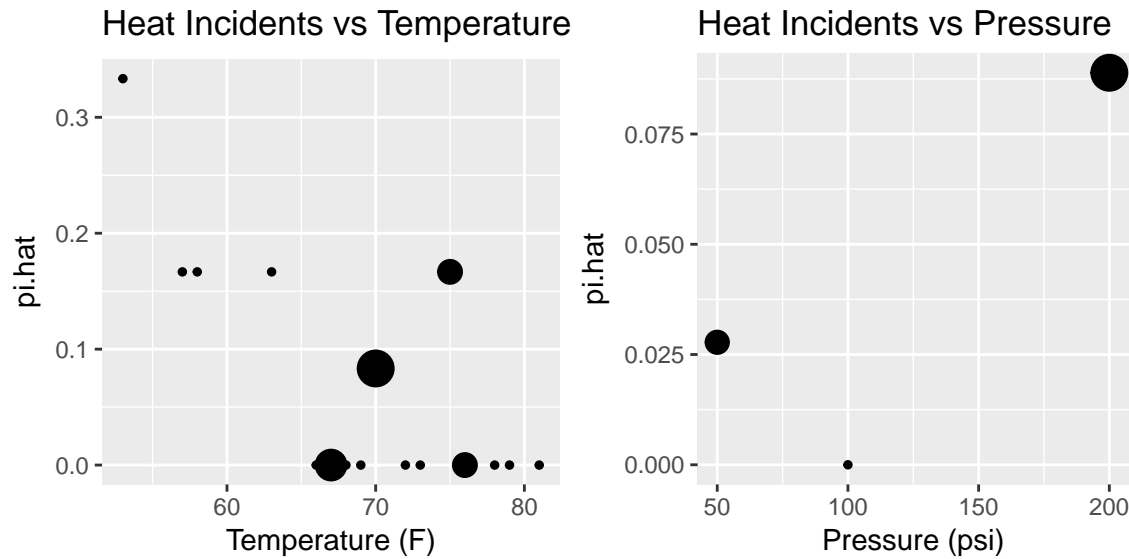 Heat Incidents vs Temperature
0.3
0.2
0.1
0.0
pi.hat
60 70 80
Temperature (F)
Heat Incidents vs Pressure
0.075
0.050
0.025
0.000
pi.hat
50 100 150 200
Pressure (psi)